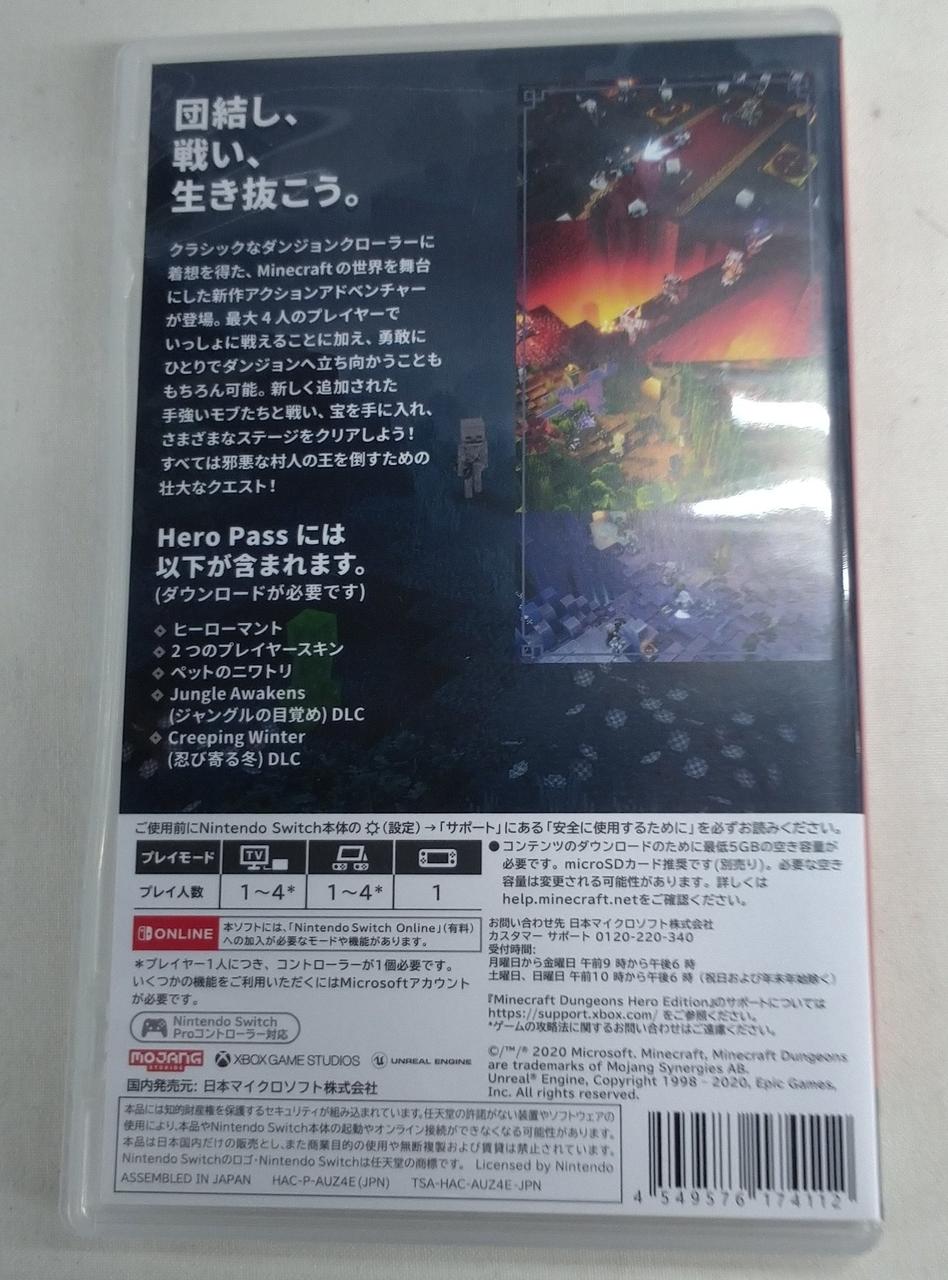 団結し、
戦い、
生き抜こう。
クラシックなダンジョンクローラーに
着想を得た、Minecraft の世界を舞台
にした新作アクションアドベンチャー
が登場。最大 4 人のプレイヤーで
いっしょに戦えることに加え、勇敢に
ひとりでダンジョンへ立ち向かうことも
もちろん可能。新しく追加された
手強いモブたちと戦い、宝を手に入れ、
さまざまなステージをクリアしよう!
すべては邪悪な村人の王を倒すための
壮大なクエスト!
Hero Pass には
以下が含まれます。
(ダウンロードが必要です)
ヒーローマント
2 つのプレイヤースキン
ペットのニワトリ
Jungle Awakens
(ジャングルの目覚め) DLC
Creeping Winter
(忍び寄る冬) DLC
ご使用前にNintendo Switch本体の (設定)→「サポート」にある「安全に使用するために」を必ずお読みください。
プレイモード TV
プレイ人数 1～4* 1～4* 1
●コンテンツのダウンロードのために最低5GBの空き容量が
必要です。microSDカード推奨です(別売り)。必要な空き
容量は変更される可能性があります。詳しくは
help.minecraft.netをご確認ください。
ONLINE
本ソフトには、「Nintendo Switch Online」(有料)
への加入が必要なモードや機能があります。
*プレイヤー1人につき、コントローラーが1個必要です。
いくつかの機能をご利用いただくにはMicrosoftアカウント
が必要です。
Nintendo Switch
Proコントローラー対応
MOJANG
STUDIOS
XBOX GAME STUDIOS
UNREAL ENGINE
国内発売元: 日本マイクロソフト株式会社
お問い合わせ先 日本マイクロソフト株式会社
カスタマー サポート 0120-220-340
受付時間:
月曜日から金曜日 午前9 時から午後6 時
土曜日、日曜日 午前10 時から午後6 時 (祝日および年末年始除く)
『Minecraft Dungeons Hero Edition』のサポートについては
https://support.xbox.com/ をご参照ください。
*ゲームの攻略法に関するお問い合わせはご遠慮ください。
©/™/® 2020 Microsoft. Minecraft, Minecraft Dungeons
are trademarks of Mojang Synergies AB.
Unreal® Engine, Copyright 1998 – 2020, Epic Games,
Inc. All rights reserved.
本品には知的財産権を保護するセキュリティが組み込まれています。任天堂の許諾がない装置やソフトウェアの
使用により、本品やNintendo Switch本体の起動やオンライン接続ができなくなる可能性があります。
本品は日本国内だけの販売とし、また商業目的の使用や無断複製および賃貸は禁止されています。
Nintendo Switchのロゴ・Nintendo Switchは任天堂の商標です。 Licensed by Nintendo
ASSEMBLED IN JAPAN HAC-P-AUZ4E(JPN) TSA-HAC-AUZ4E-JPN
4 549576 174112